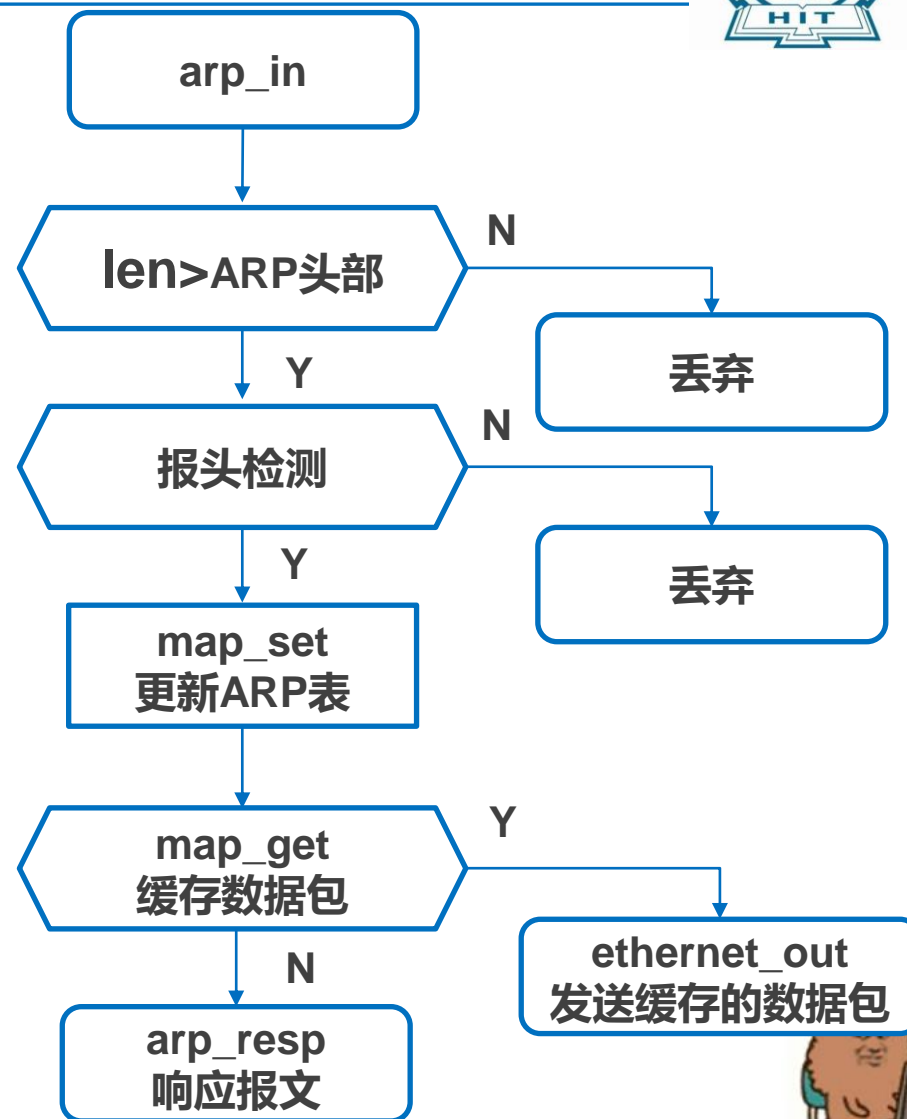 HIT
arp_in
len>ARP头部
N
丢弃
Y
报头检测
N
丢弃
Y
map_set
更新ARP表
map_get
缓存数据包
Y
ethernet_out
发送缓存的数据包
N
arp_resp
响应报文